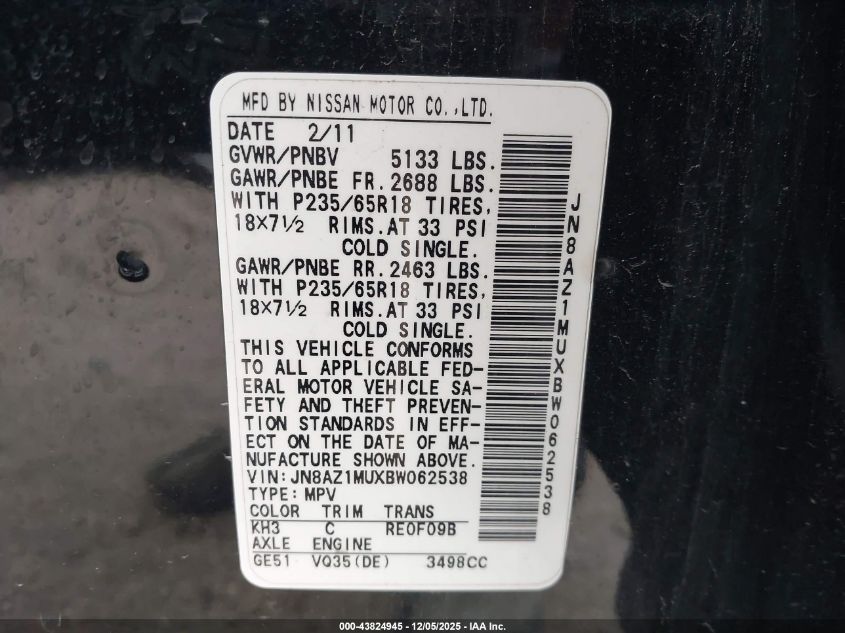 MFD BY NISSAN MOTOR CO.,LTD.
DATE 2/11
GVWR/PNBV 5133 LBS.
GAWR/PNBE FR. 2688 LBS.
WITH P235/65R18 TIRES,
18X7½ RIMS.AT 33 PSI
COLD SINGLE.
GAWR/PNBE RR. 2463 LBS.
WITH P235/65R18 TIRES,
18X7½ RIMS.AT 33 PSI
COLD SINGLE.
THIS VEHICLE CONFORMS
TO ALL APPLICABLE FED-
ERAL MOTOR VEHICLE SA-
FETY AND THEFT PREVEN-
TION STANDARDS IN EFF-
ECT ON THE DATE OF MA-
NUFACTURE SHOWN ABOVE.
VIN:JN8AZ1MUXBW062538
TYPE:MPV
COLOR TRIM TRANS
KH3 C RE0F09B
AXLE ENGINE
GE51 VQ35(DE) 3498CC
JN8AZ1MUXBW062538
000-43824945 - 12/05/2025 - IAA Inc.